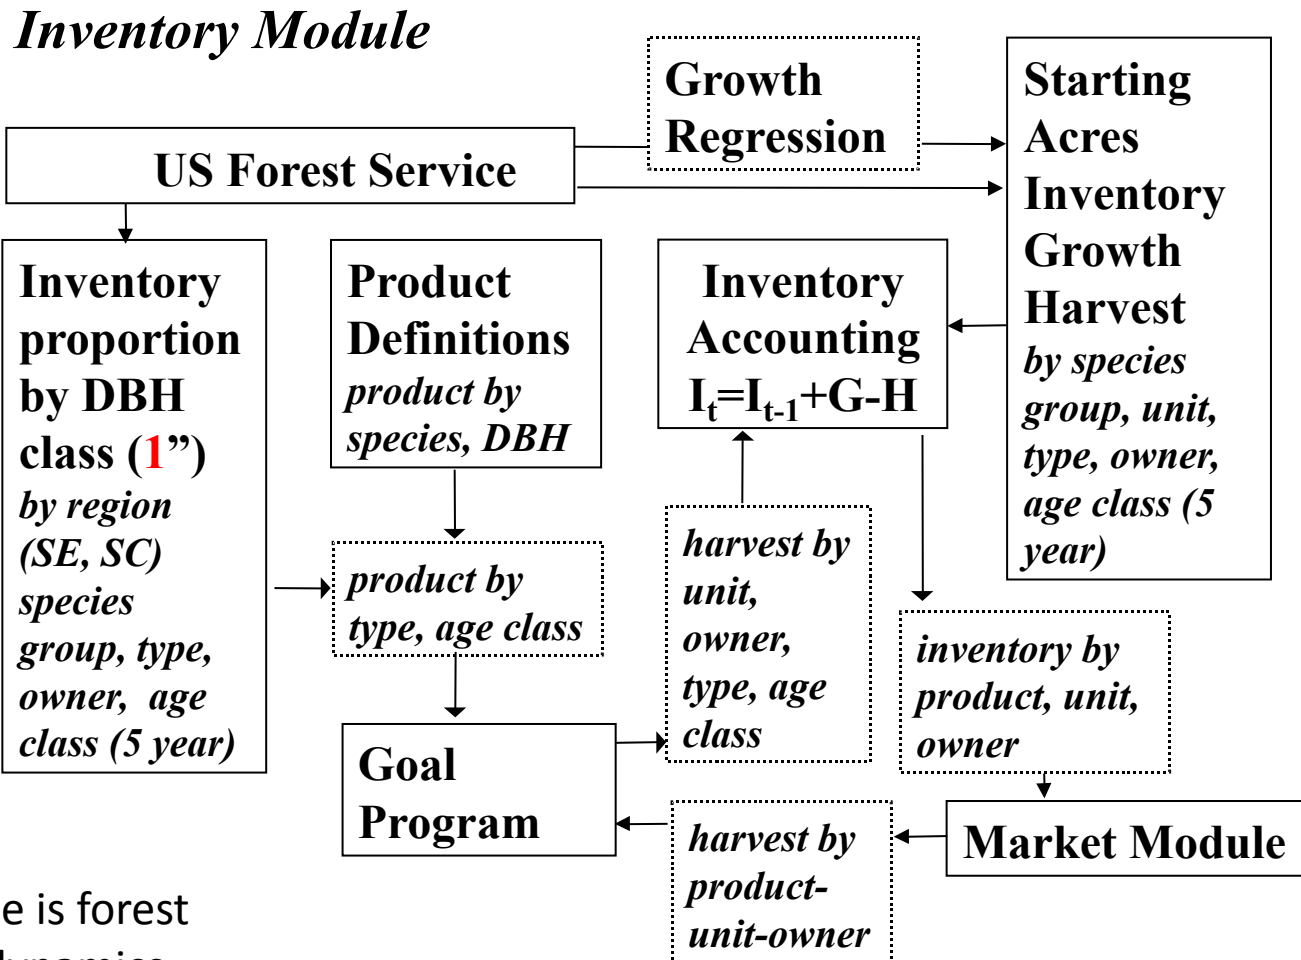 Inventory Module
Growth
Regression
Starting
Acres
Inventory
Growth
Harvest
by species
group, unit,
type, owner,
age class (5
year)
US Forest Service
Inventory
proportion
by DBH
class (1”)
by region
(SE, SC)
species
group, type,
owner, age
class (5 year)
Product
Definitions
product by
species, DBH
Inventory
Accounting
Iₜ=Iₜ₋₁+G-H
product by
type, age class
harvest by
unit,
owner,
type, age
class
inventory by
product, unit,
owner
Goal
Program
harvest by
product-
unit-owner
Market Module
e is forest
dynamics